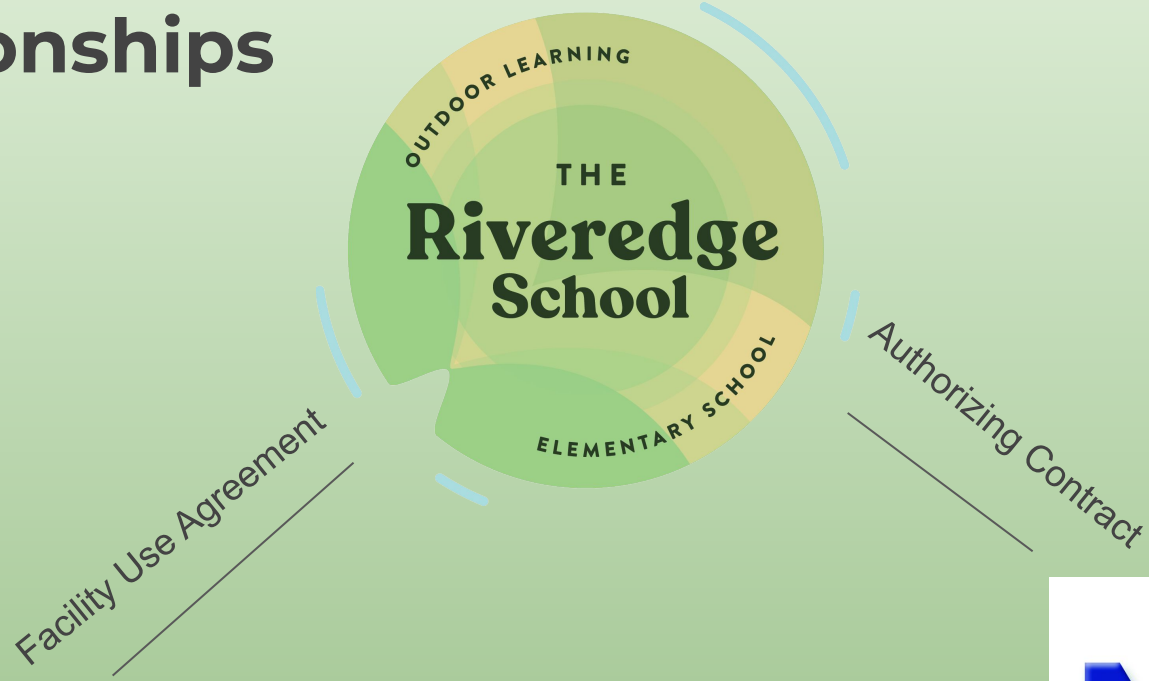 onships
OUTDOOR LEARNING
THE
Riveredge
School
ELEMENTARY SCHOOL
Authorizing Contract
Facility Use Agreement